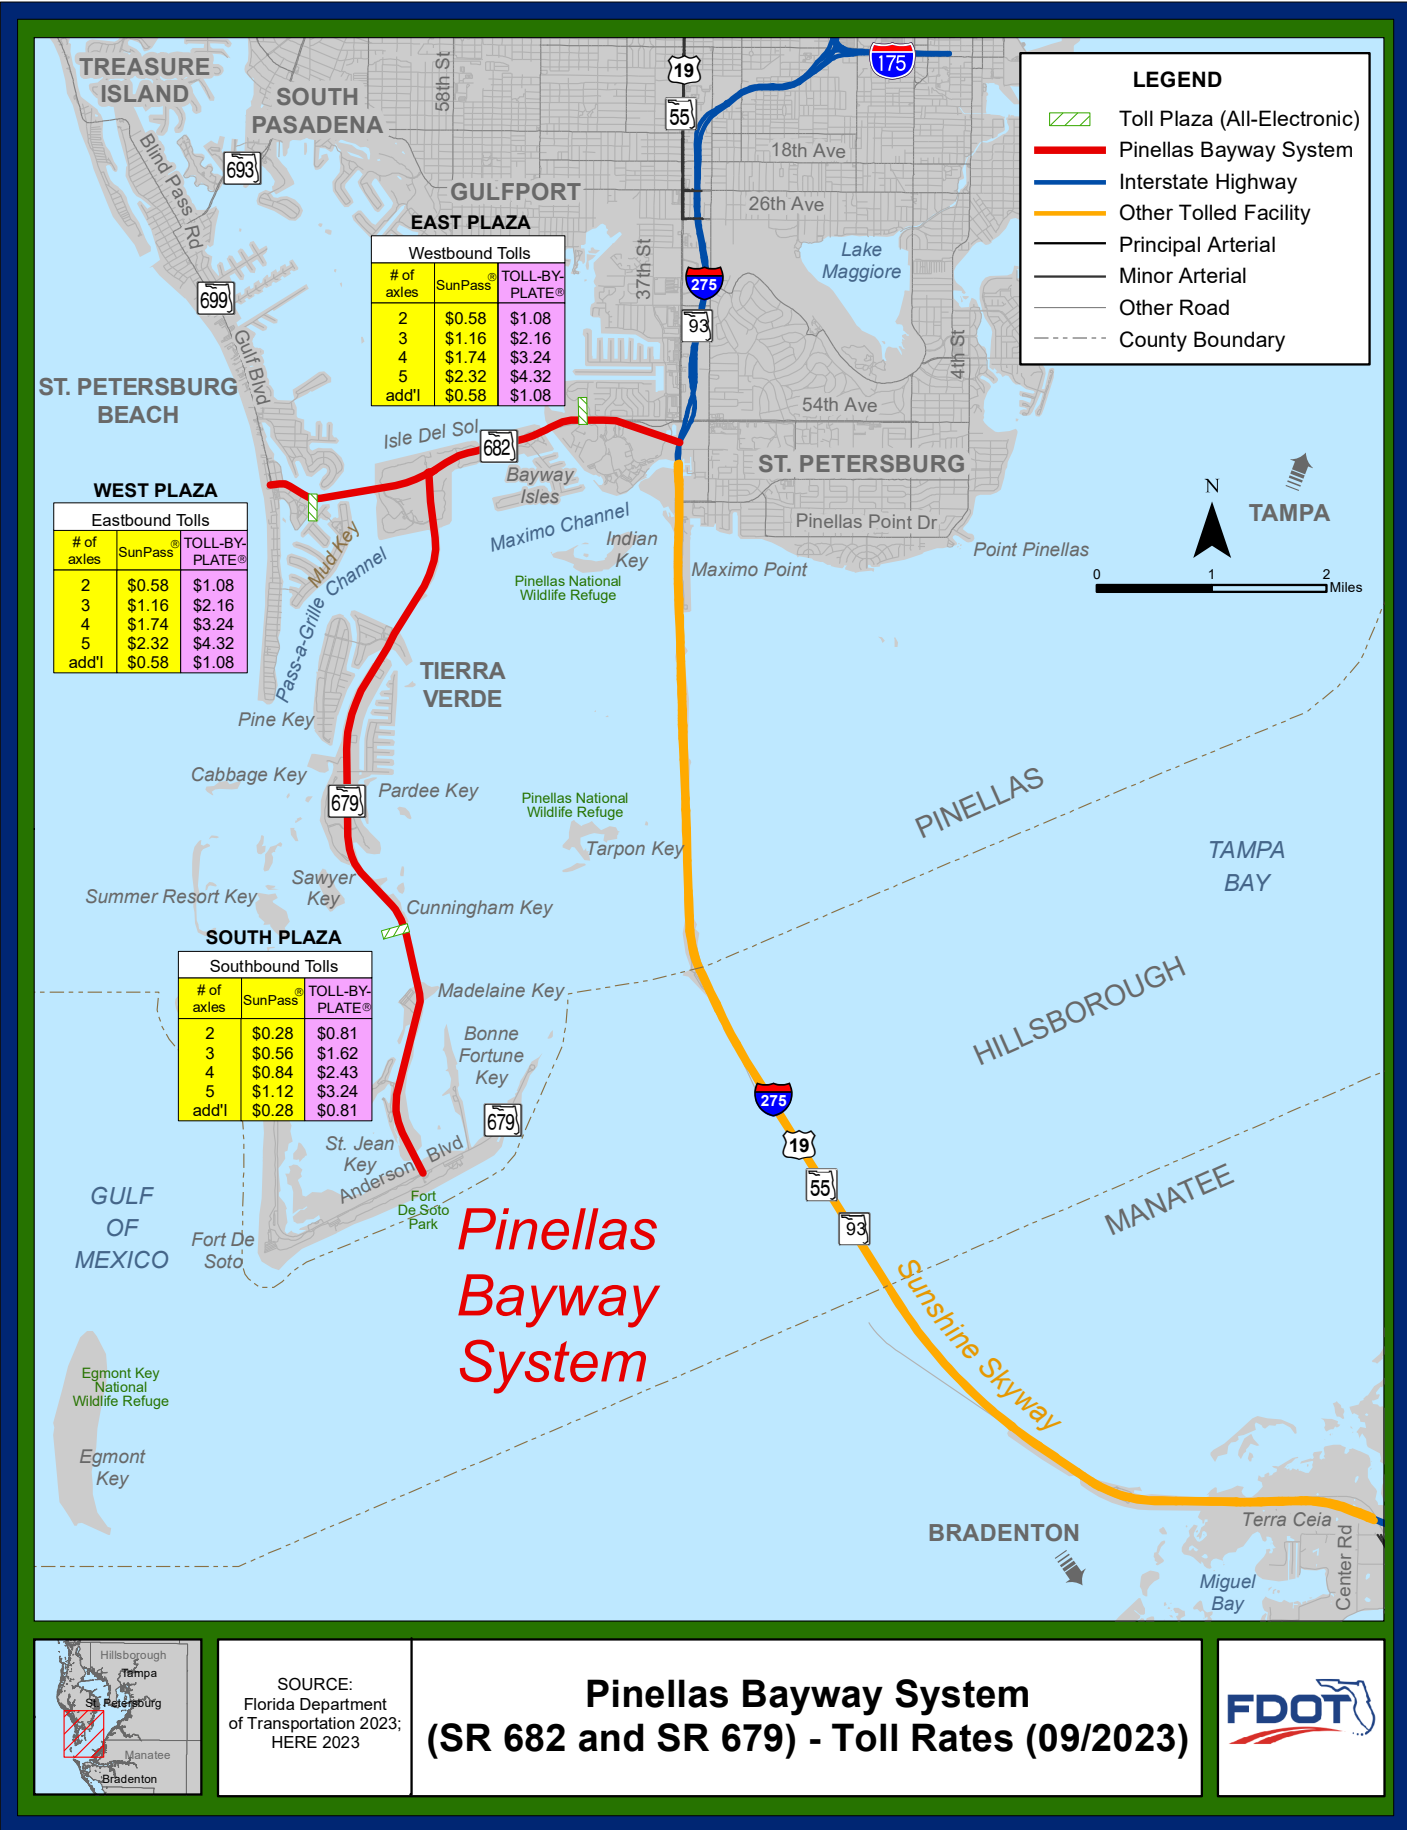 TREASURE
ISLAND
SOUTH
PASADENA
58th St
19
55
175
693
Blind Pass Rd
18th Ave
GULFPORT
26th Ave
37th St
Lake
Maggiore
275
93
4th St
699
Gulf Blvd
54th Ave
LEGEND
Toll Plaza (All-Electronic)
Pinellas Bayway System
Interstate Highway
Other Tolled Facility
Principal Arterial
Minor Arterial
Other Road
County Boundary
EAST PLAZA
Westbound Tolls
# of axles SunPass® TOLL-BY-PLATE®
2 $0.58 $1.08
3 $1.16 $2.16
4 $1.74 $3.24
5 $2.32 $4.32
add'l $0.58 $1.08
ST. PETERSBURG
BEACH
Isle Del Sol
682
Bayway
Isles
ST. PETERSBURG
WEST PLAZA
Eastbound Tolls
# of axles SunPass® TOLL-BY-PLATE®
2 $0.58 $1.08
3 $1.16 $2.16
4 $1.74 $3.24
5 $2.32 $4.32
add'l $0.58 $1.08
Mud Key
Pass-a-Grille Channel
Maximo Channel
Indian
Key
Pinellas National
Wildlife Refuge
Maximo Point
Pinellas Point Dr
Point Pinellas
N
TAMPA
0 1 2
Miles
TIERRA
VERDE
Pine Key
Cabbage Key
679
Pardee Key
Pinellas National
Wildlife Refuge
Tarpon Key
PINELLAS
TAMPA
BAY
Summer Resort Key
Sawyer
Key
Cunningham Key
SOUTH PLAZA
Southbound Tolls
# of axles SunPass® TOLL-BY-PLATE®
2 $0.28 $0.81
3 $0.56 $1.62
4 $0.84 $2.43
5 $1.12 $3.24
add'l $0.28 $0.81
Madelaine Key
Bonne
Fortune
Key
679
HILLSBOROUGH
275
19
55
93
MANATEE
St. Jean
Key
Anderson Blvd
Fort
De Soto
Park
GULF
OF
MEXICO
Fort De
Soto
Pinellas
Bayway
System
Sunshine Skyway
Egmont Key
National
Wildlife Refuge
Egmont
Key
BRADENTON
Terra Ceia
Center Rd
Miguel
Bay
Hillsborough
Tampa
St. Petersburg
Manatee
Bradenton
SOURCE:
Florida Department
of Transportation 2023;
HERE 2023
Pinellas Bayway System
(SR 682 and SR 679) - Toll Rates (09/2023)
FDOT